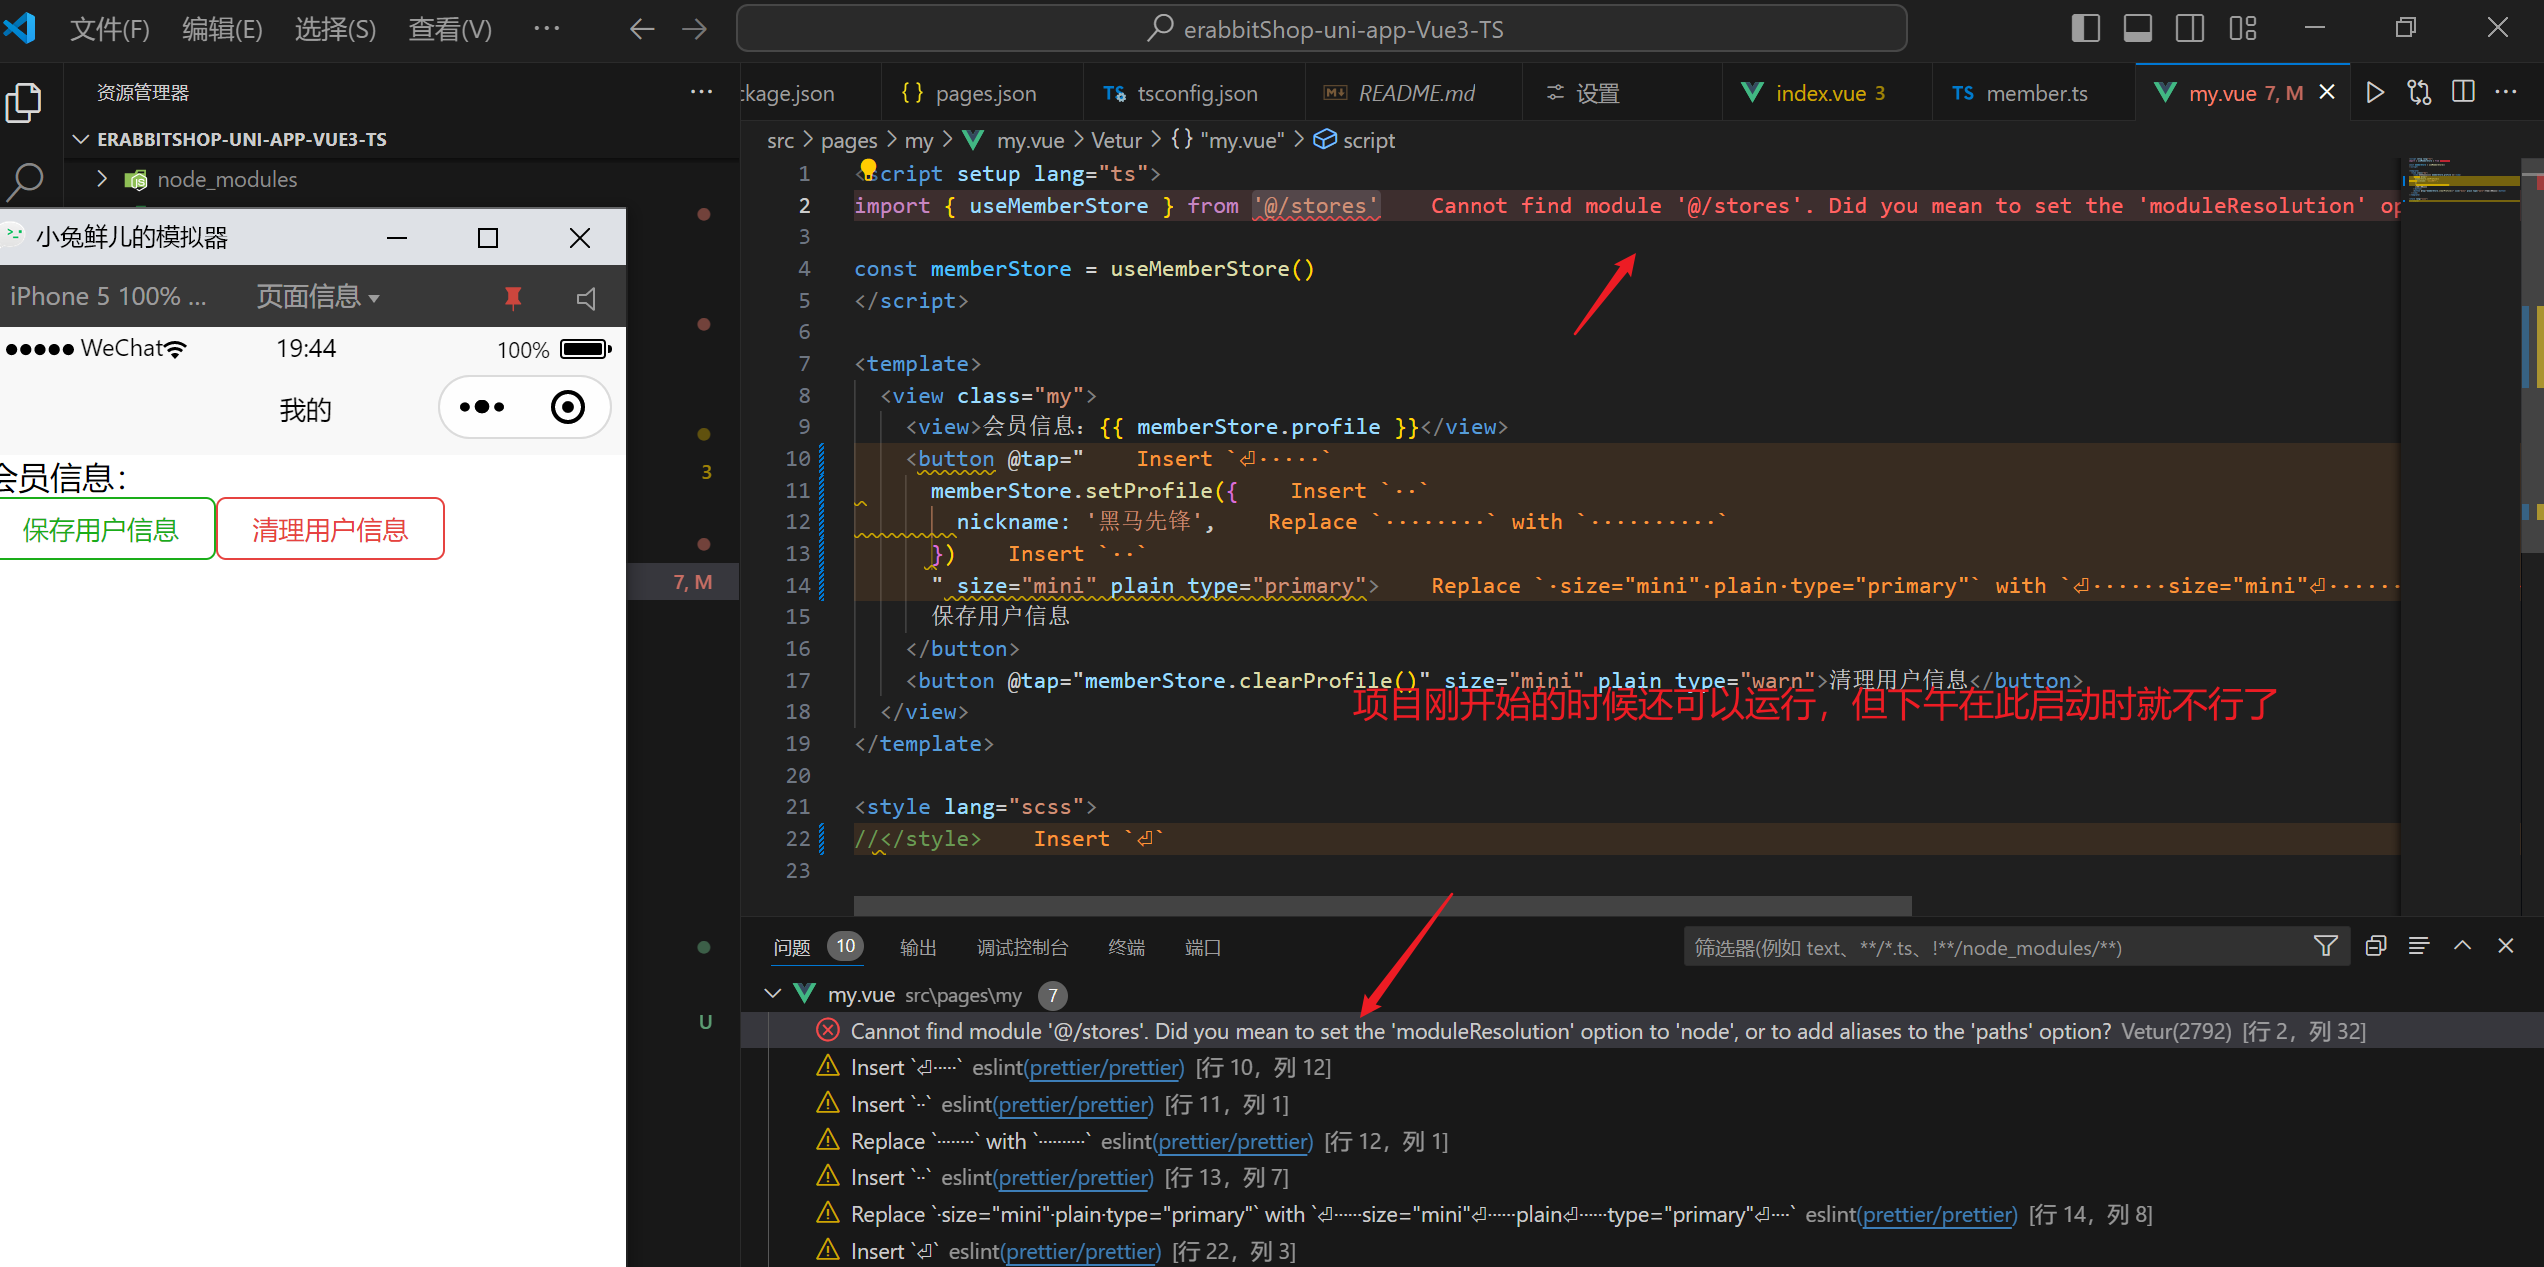 文件(F) 编辑(E) 选择(S) 查看(V) ··· erabbitShop-uni-app-Vue3-TS
资源管理器 ···
ERABBITSHOP-UNI-APP-VUE3-TS
node_modules
小兔鲜儿的模拟器
iPhone 5 100% ... 页面信息
WeChat 19:44 100%
我的
会员信息：
保存用户信息 清理用户信息
3
7, M
U
ckage.json {} pages.json TS tsconfig.json README.md 设置 index.vue 3 TS member.ts my.vue 7, M
src > pages > my > my.vue > Vetur > {} "my.vue" > script
1 <script setup lang="ts">
2 import { useMemberStore } from '@/stores' Cannot find module '@/stores'. Did you mean to set the 'moduleResolution' op
3
4 const memberStore = useMemberStore()
5 </script>
6
7 <template>
8 <view class="my">
9 <view>会员信息：{{ memberStore.profile }}</view>
10 <button @tap=" Insert `⏎·····`
11 memberStore.setProfile({ Insert `··`
12 nickname: '黑马先锋', Replace `········` with `··········`
13 }) Insert `··`
14 " size="mini" plain type="primary"> Replace `·size="mini"·plain·type="primary"` with `⏎······size="mini"⏎······
15 保存用户信息
16 </button>
17 <button @tap="memberStore.clearProfile()" size="mini" plain type="warn">清理用户信息</button>
项目刚开始的时候还可以运行，但下午在此启动时就不行了
18 </view>
19 </template>
20
21 <style lang="scss">
22 //</style> Insert `⏎`
23
问题 10 输出 调试控制台 终端 端口 筛选器(例如 text、**/*.ts、!**/node_modules/**)
my.vue src\pages\my 7
Cannot find module '@/stores'. Did you mean to set the 'moduleResolution' option to 'node', or to add aliases to the 'paths' option? Vetur(2792) [行 2，列 32]
Insert `⏎·····` eslint(prettier/prettier) [行 10，列 12]
Insert `··` eslint(prettier/prettier) [行 11，列 1]
Replace `········` with `··········` eslint(prettier/prettier) [行 12，列 1]
Insert `··` eslint(prettier/prettier) [行 13，列 7]
Replace `·size="mini"·plain·type="primary"` with `⏎······size="mini"⏎······plain⏎······type="primary"⏎····` eslint(prettier/prettier) [行 14，列 8]
Insert `⏎` eslint(prettier/prettier) [行 22，列 3]